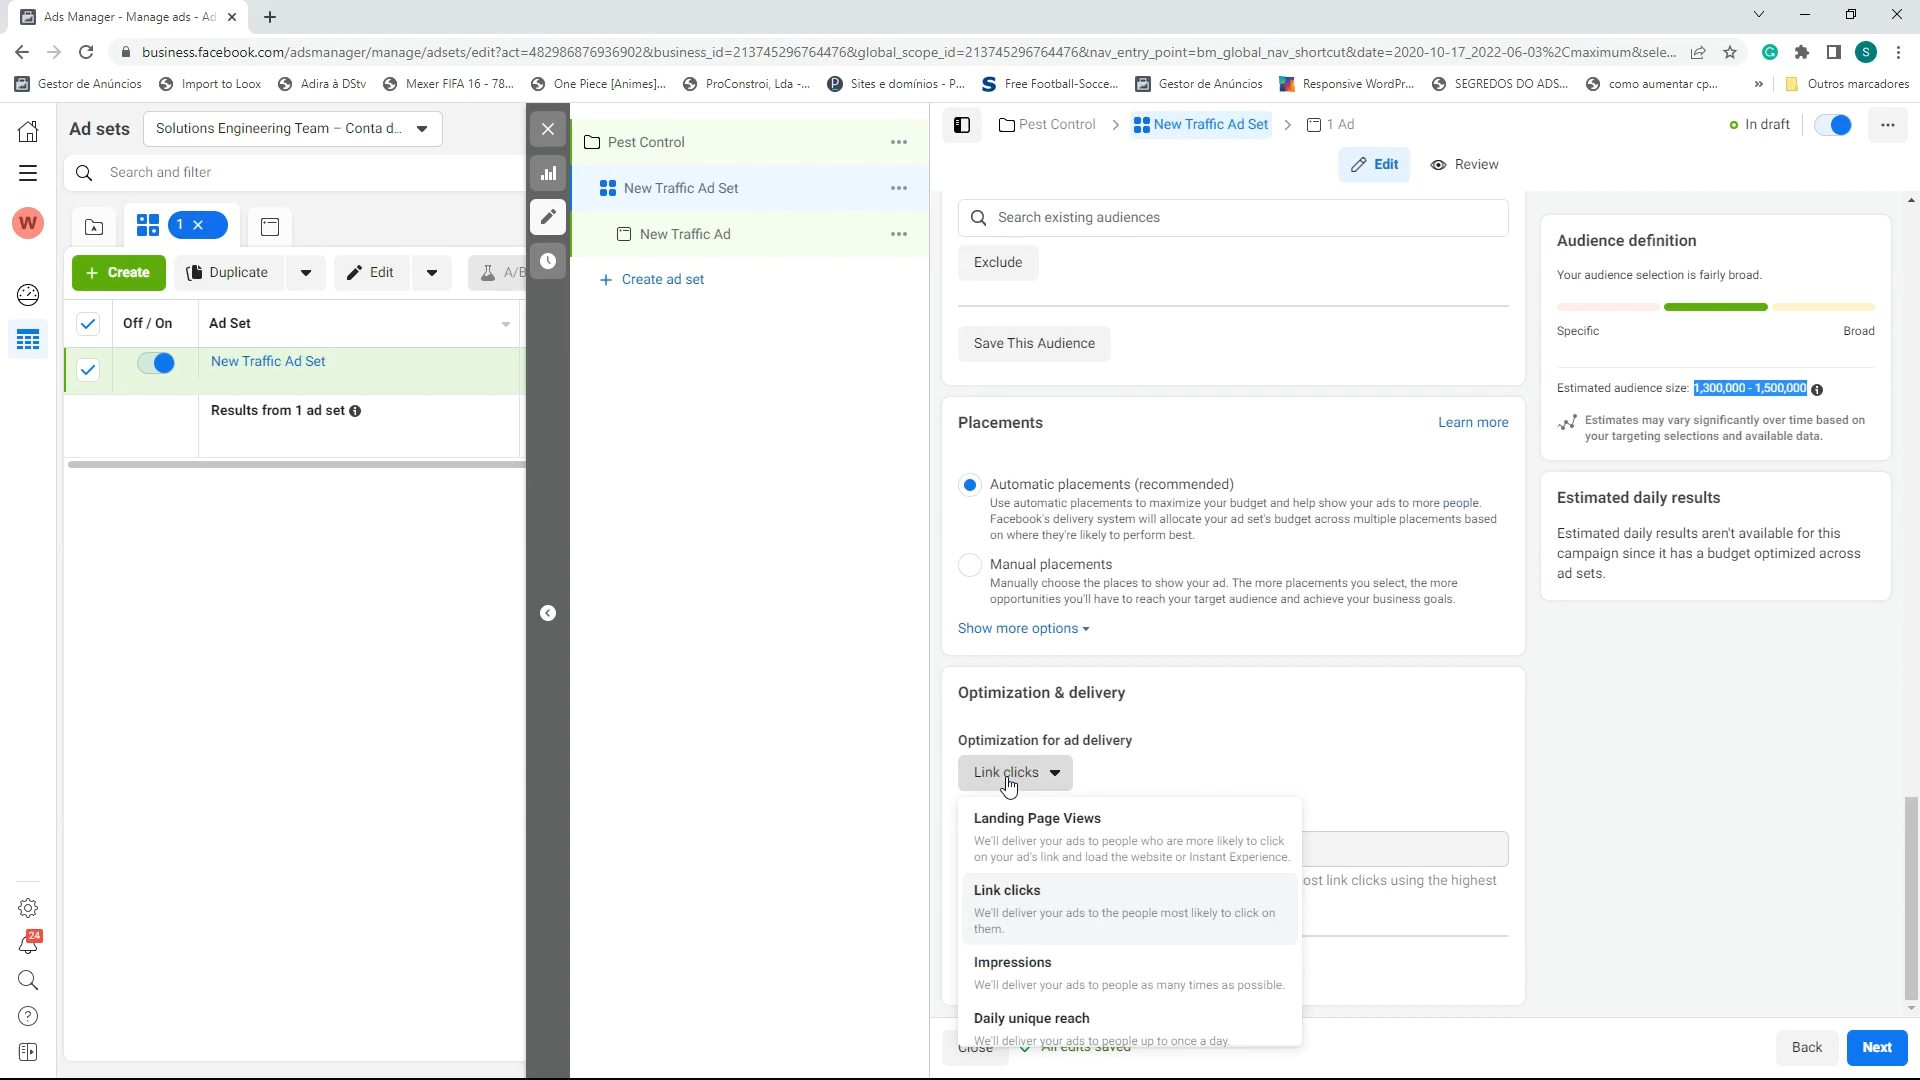 Ads Manager - Manage ads - Ad
business.facebook.com/adsmanager/manage/adsets/edit?act=482986876936902&business_id=213745296764476&global_scope_id=213745296764476&nav_entry_point=bm_global_nav_shortcut&date=2020-10-17_2022-06-03%2Cmaximum&sele...
S
Gestor de Anúncios
Import to Loox
Adira à DStv
Mexer FIFA 16 - 78...
One Piece [Animes]...
ProConstroi, Lda -...
Sites e domínios - P...
Free Football-Socce...
Gestor de Anúncios
Responsive WordPr...
SEGREDOS DO ADS...
como aumentar cp...
»
Outros marcadores
W
24
Ad sets
Solutions Engineering Team – Conta d...
Search and filter
1
+ Create
Duplicate
Edit
A/B
Off / On
Ad Set
New Traffic Ad Set
Results from 1 ad set
Pest Control
New Traffic Ad Set
New Traffic Ad
+ Create ad set
Pest Control
New Traffic Ad Set
1 Ad
In draft
Edit
Review
Search existing audiences
Exclude
Save This Audience
Placements
Learn more
Automatic placements (recommended)
Use automatic placements to maximize your budget and help show your ads to more people.
Facebook's delivery system will allocate your ad set's budget across multiple placements based
on where they're likely to perform best.
Manual placements
Manually choose the places to show your ad. The more placements you select, the more
opportunities you'll have to reach your target audience and achieve your business goals.
Show more options
Optimization & delivery
Optimization for ad delivery
Link clicks
Landing Page Views
We'll deliver your ads to people who are more likely to click
on your ad's link and load the website or Instant Experience.
Link clicks
We'll deliver your ads to the people most likely to click on
them.
Impressions
We'll deliver your ads to people as many times as possible.
Daily unique reach
We'll deliver your ads to people up to once a day.
ost link clicks using the highest
Close
All edits saved
Back
Next
Audience definition
Your audience selection is fairly broad.
Specific
Broad
Estimated audience size: 1,300,000 - 1,500,000
Estimates may vary significantly over time based on
your targeting selections and available data.
Estimated daily results
Estimated daily results aren't available for this
campaign since it has a budget optimized across
ad sets.